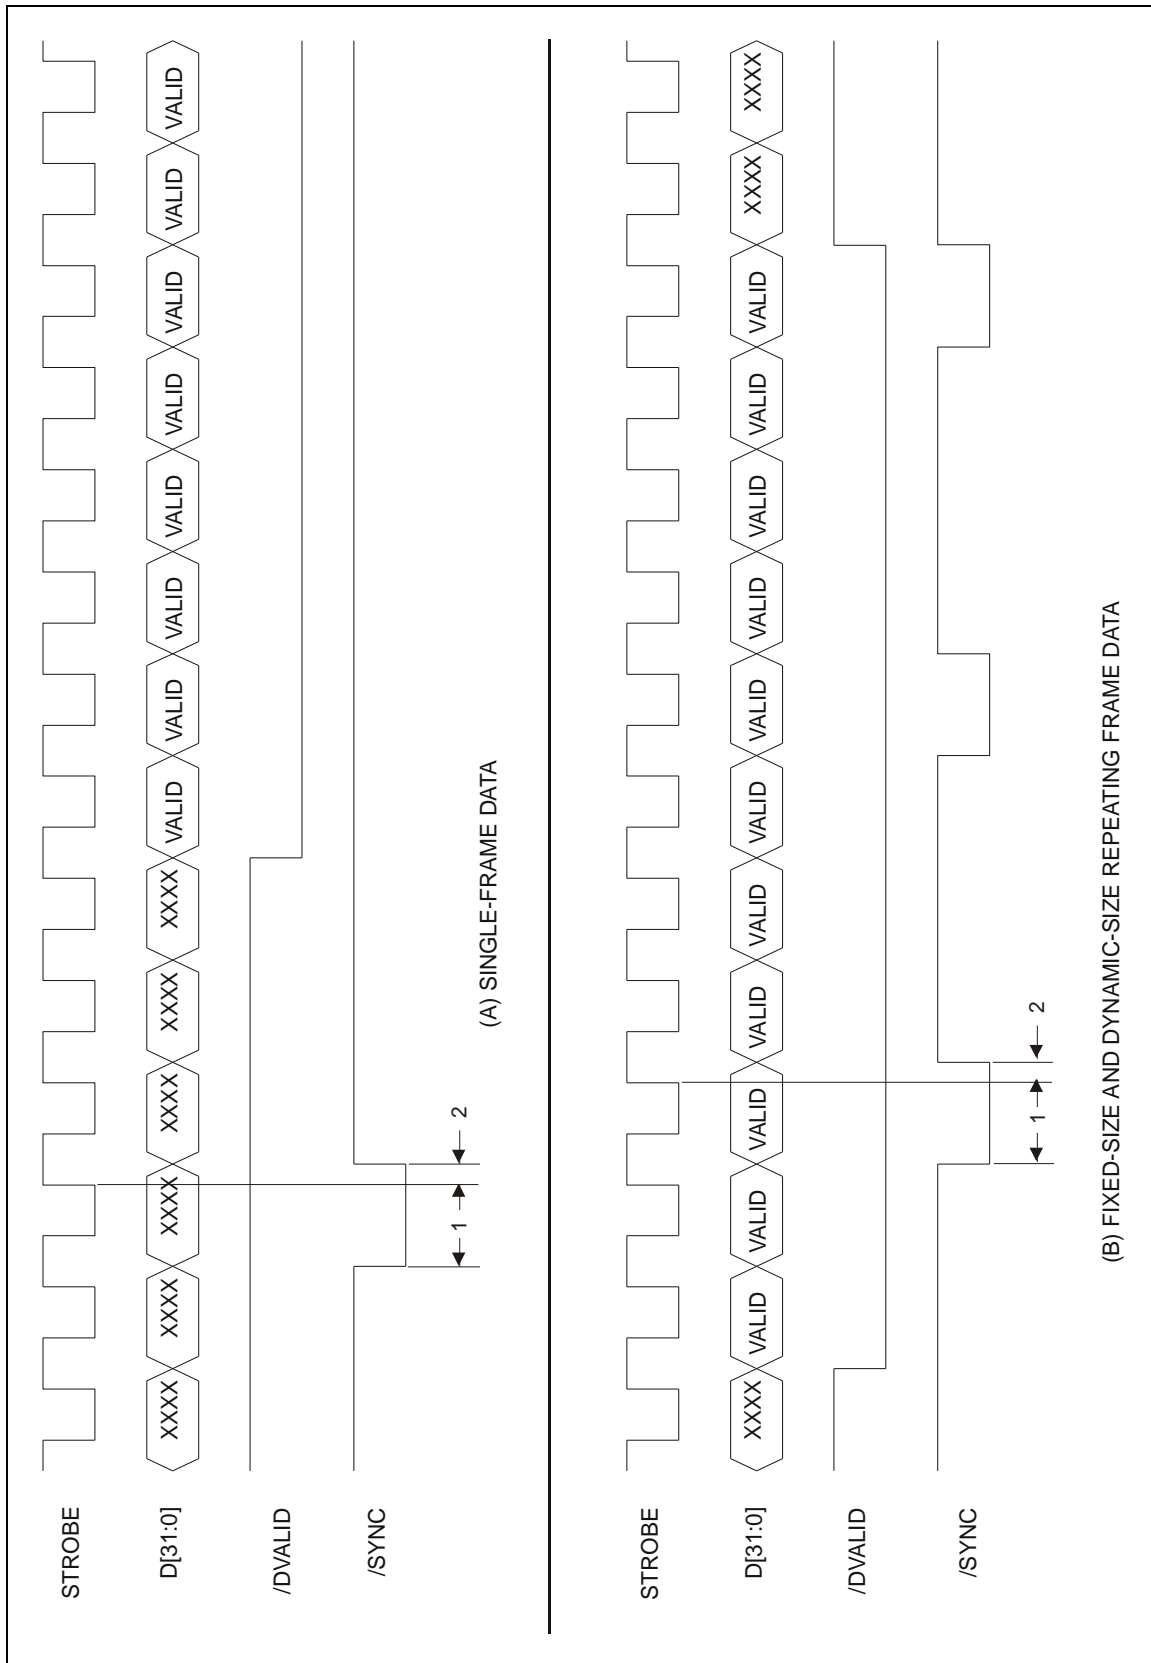 STROBE
D[31:0] XXXX XXXX XXXX XXXX XXXX XXXX VALID VALID VALID VALID VALID VALID VALID VALID
/DVALID
/SYNC
1 2
(A) SINGLE-FRAME DATA
STROBE
D[31:0] XXXX VALID VALID VALID VALID VALID VALID VALID VALID VALID VALID VALID XXXX XXXX
/DVALID
/SYNC
1 2
(B) FIXED-SIZE AND DYNAMIC-SIZE REPEATING FRAME DATA